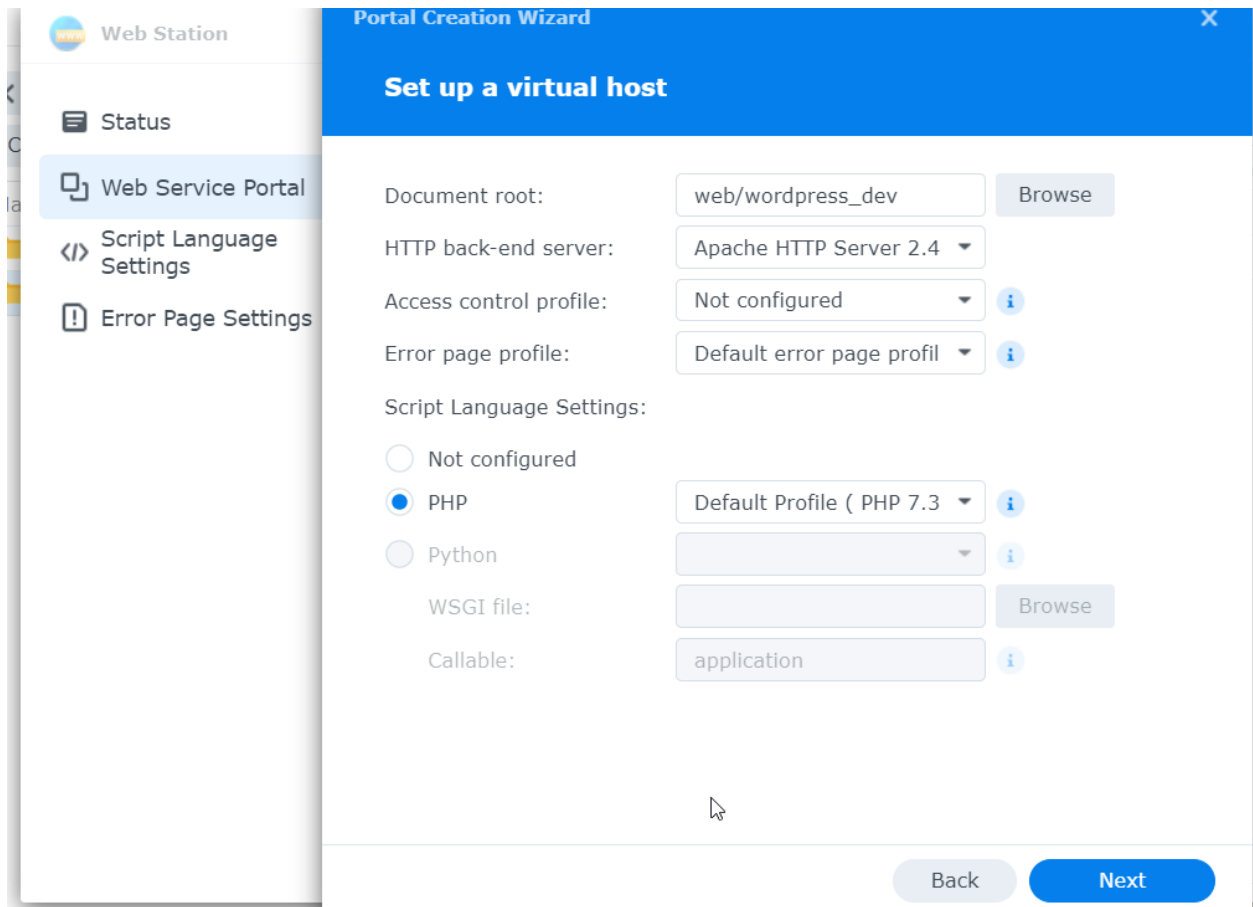 Web Station
Status
Web Service Portal
Script Language
Settings
Error Page Settings
Portal Creation Wizard
Set up a virtual host
Document root:
web/wordpress_dev
Browse
HTTP back-end server:
Apache HTTP Server 2.4
Access control profile:
Not configured
Error page profile:
Default error page profil
Script Language Settings:
Not configured
PHP
Default Profile ( PHP 7.3
Python
WSGI file:
Browse
Callable:
application
Back
Next